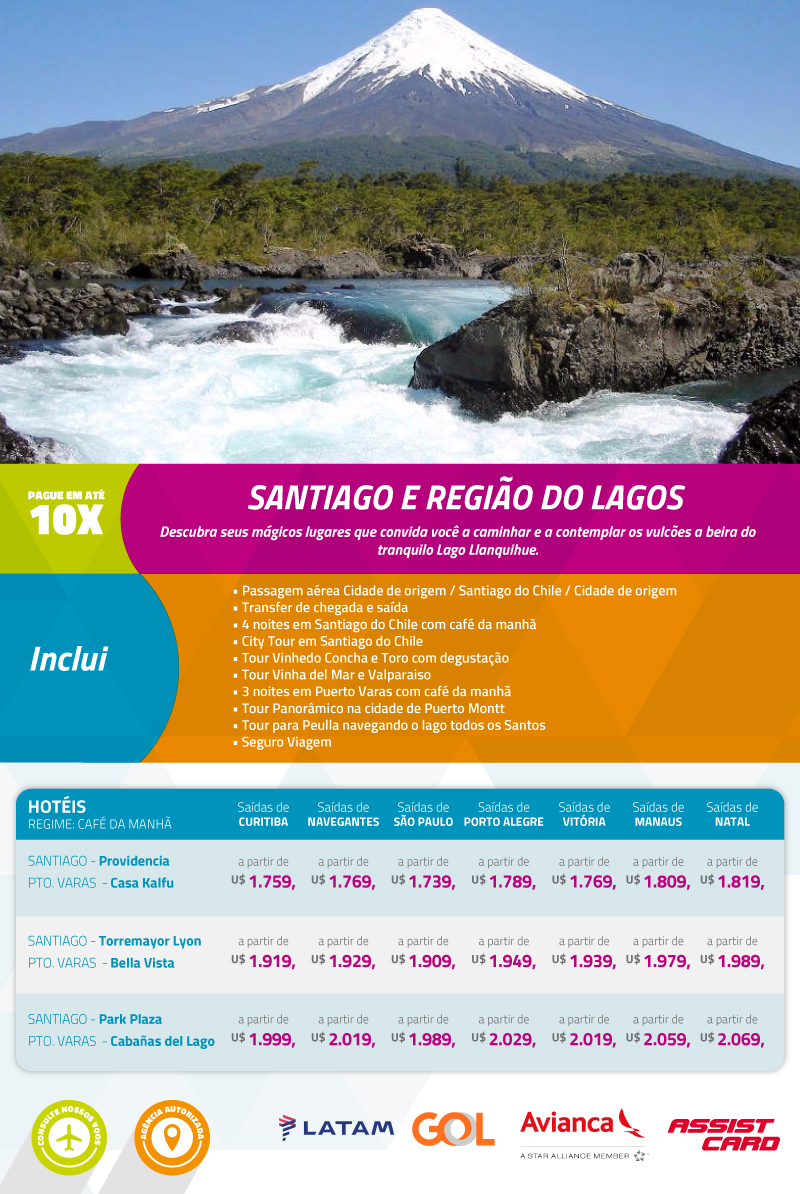 PAGUE EM ATÉ
10X
SANTIAGO E REGIÃO DO LAGOS
Descubra seus mágicos lugares que convida você a caminhar e a contemplar os vulcões a beira do
tranquilo Lago Llanquihue.
Inclui
• Passagem aérea Cidade de origem / Santiago do Chile / Cidade de origem
• Transfer de chegada e saída
• 4 noites em Santiago do Chile com café da manhã
• City Tour em Santiago do Chile
• Tour Vinhedo Concha e Toro com degustação
• Tour Vinha del Mar e Valparaiso
• 3 noites em Puerto Varas com café da manhã
• Tour Panorâmico na cidade de Puerto Montt
• Tour para Peulla navegando o lago todos os Santos
• Seguro Viagem
HOTÉIS
REGIME: CAFÉ DA MANHÃ
Saídas de CURITIBA
Saídas de NAVEGANTES
Saídas de SÃO PAULO
Saídas de PORTO ALEGRE
Saídas de VITÓRIA
Saídas de MANAUS
Saídas de NATAL
SANTIAGO - Providencia
PTO. VARAS - Casa Kalfu
a partir de a partir de a partir de a partir de a partir de a partir de a partir de
U$ 1.759, U$ 1.769, U$ 1.739, U$ 1.789, U$ 1.769, U$ 1.809, U$ 1.819,
SANTIAGO - Torremayor Lyon
PTO. VARAS - Bella Vista
a partir de a partir de a partir de a partir de a partir de a partir de a partir de
U$ 1.919, U$ 1.929, U$ 1.909, U$ 1.949, U$ 1.939, U$ 1.979, U$ 1.989,
SANTIAGO - Park Plaza
PTO. VARAS - Cabañas del Lago
a partir de a partir de a partir de a partir de a partir de a partir de a partir de
U$ 1.999, U$ 2.019, U$ 1.989, U$ 2.029, U$ 2.019, U$ 2.059, U$ 2.069,
CONSULTE NOSSOS VOOS
AGÊNCIA AUTORIZADA
LATAM
GOL
Avianca
A STAR ALLIANCE MEMBER
ASSIST
CARD